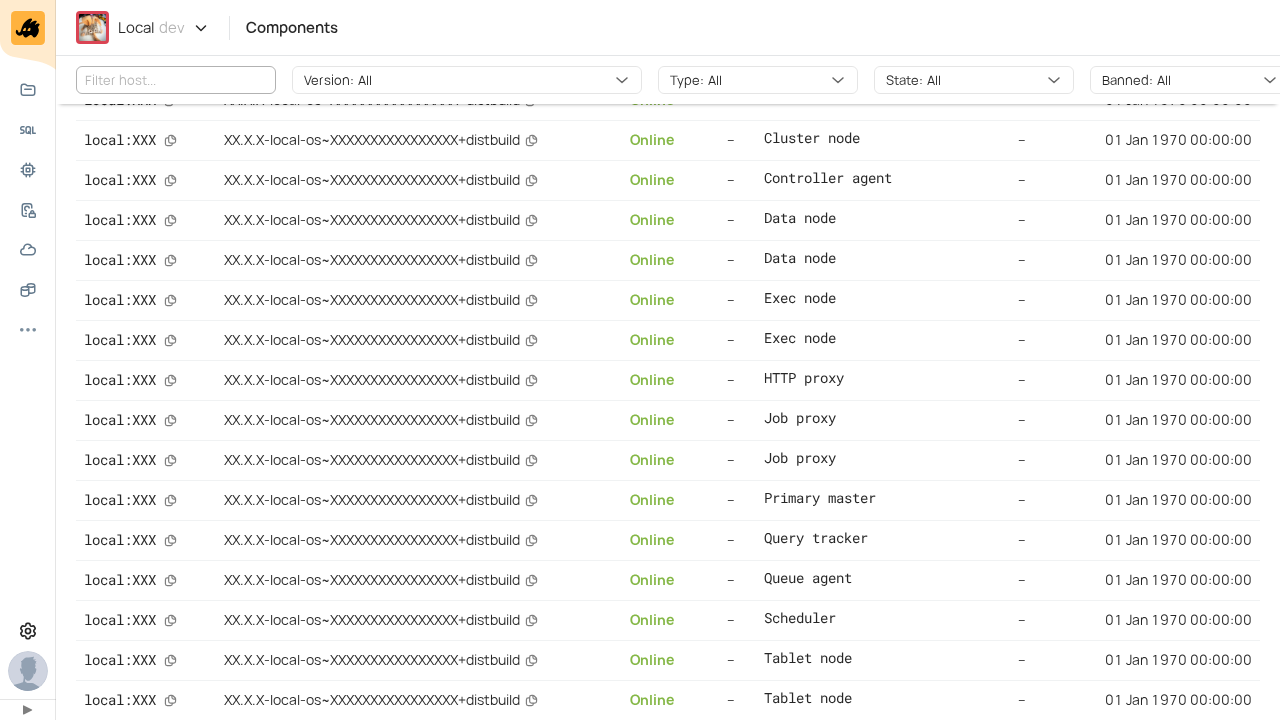 Local dev Components
Filter host... Version: All Type: All State: All Banned: All
local:XXX XX.X.X-local-os~XXXXXXXXXXXXXXXX+distbuild Online – Cluster node – 01 Jan 1970 00:00:00
local:XXX XX.X.X-local-os~XXXXXXXXXXXXXXXX+distbuild Online – Controller agent – 01 Jan 1970 00:00:00
local:XXX XX.X.X-local-os~XXXXXXXXXXXXXXXX+distbuild Online – Data node – 01 Jan 1970 00:00:00
SQL
local:XXX XX.X.X-local-os~XXXXXXXXXXXXXXXX+distbuild Online – Data node – 01 Jan 1970 00:00:00
local:XXX XX.X.X-local-os~XXXXXXXXXXXXXXXX+distbuild Online – Exec node – 01 Jan 1970 00:00:00
local:XXX XX.X.X-local-os~XXXXXXXXXXXXXXXX+distbuild Online – Exec node – 01 Jan 1970 00:00:00
local:XXX XX.X.X-local-os~XXXXXXXXXXXXXXXX+distbuild Online – HTTP proxy – 01 Jan 1970 00:00:00
local:XXX XX.X.X-local-os~XXXXXXXXXXXXXXXX+distbuild Online – Job proxy – 01 Jan 1970 00:00:00
local:XXX XX.X.X-local-os~XXXXXXXXXXXXXXXX+distbuild Online – Job proxy – 01 Jan 1970 00:00:00
local:XXX XX.X.X-local-os~XXXXXXXXXXXXXXXX+distbuild Online – Primary master – 01 Jan 1970 00:00:00
local:XXX XX.X.X-local-os~XXXXXXXXXXXXXXXX+distbuild Online – Query tracker – 01 Jan 1970 00:00:00
local:XXX XX.X.X-local-os~XXXXXXXXXXXXXXXX+distbuild Online – Queue agent – 01 Jan 1970 00:00:00
local:XXX XX.X.X-local-os~XXXXXXXXXXXXXXXX+distbuild Online – Scheduler – 01 Jan 1970 00:00:00
local:XXX XX.X.X-local-os~XXXXXXXXXXXXXXXX+distbuild Online – Tablet node – 01 Jan 1970 00:00:00
local:XXX XX.X.X-local-os~XXXXXXXXXXXXXXXX+distbuild Online – Tablet node – 01 Jan 1970 00:00:00